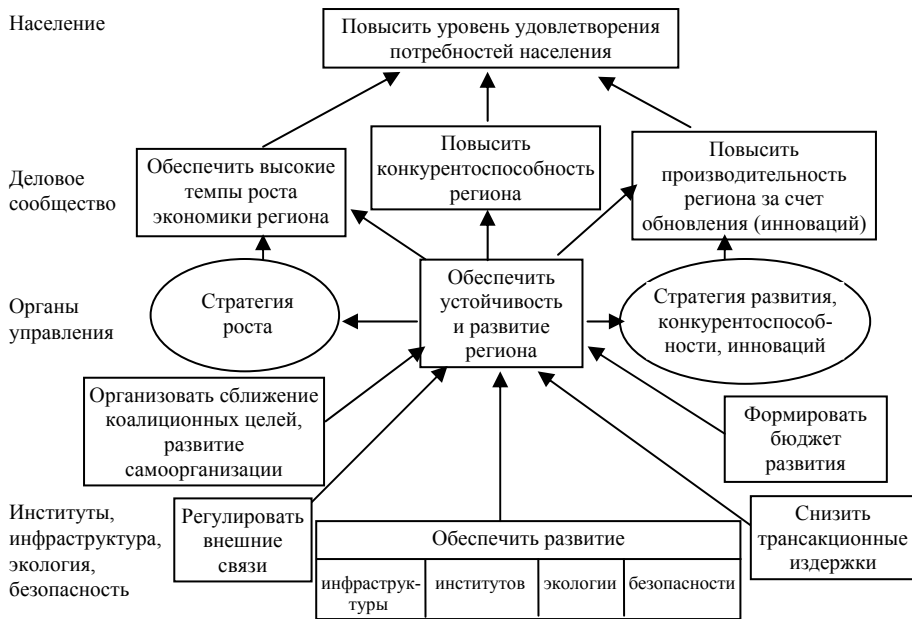 Население
Повысить уровень удовлетворения
потребностей населения
Деловое
сообщество
Обеспечить высокие
темпы роста
экономики региона
Повысить
конкурентоспособность
региона
Повысить
производительность
региона за счет
обновления (инноваций)
Органы
управления
Стратегия
роста
Обеспечить
устойчивость
и развитие
региона
Стратегия развития,
конкурентоспособ-
ности, инноваций
Организовать сближение
коалиционных целей,
развитие
самоорганизации
Формировать
бюджет
развития
Институты,
инфраструктура,
экология,
безопасность
Регулировать
внешние
связи
Обеспечить развитие
инфраструк-
туры
институтов
экологии
безопасности
Снизить
трансакционные
издержки